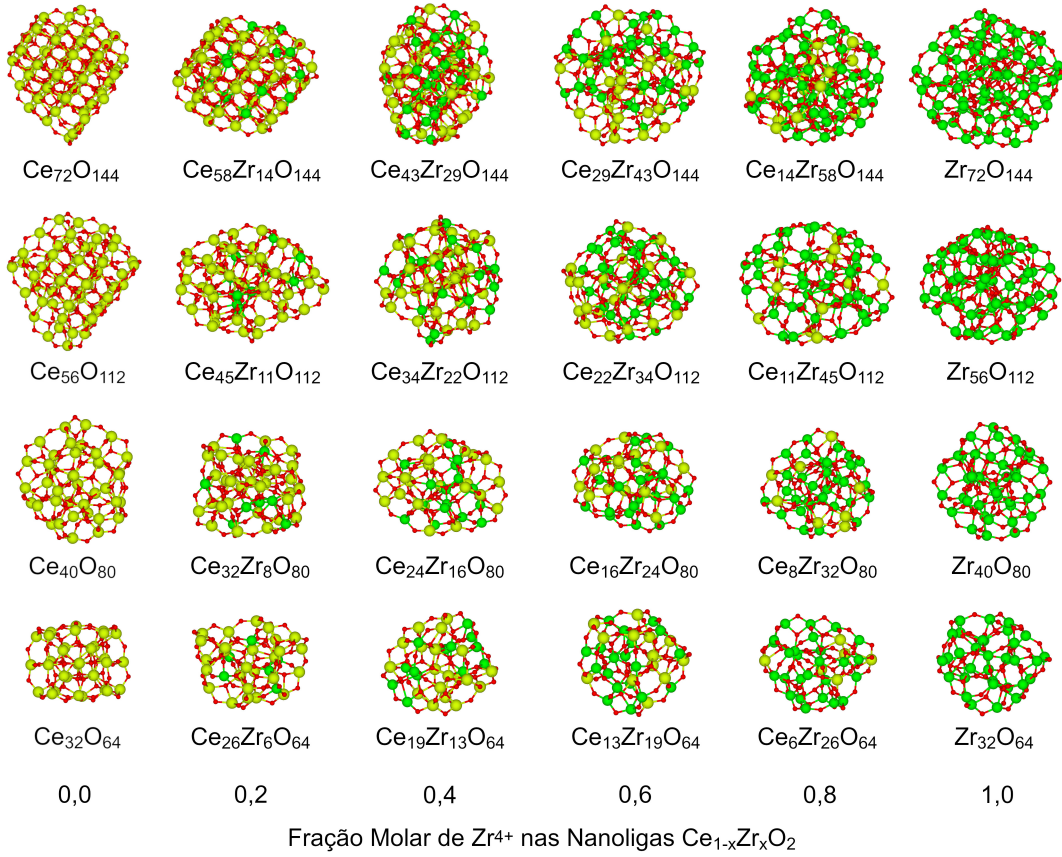 Ce₇₂O₁₄₄ Ce₅₈Zr₁₄O₁₄₄ Ce₄₃Zr₂₉O₁₄₄ Ce₂₉Zr₄₃O₁₄₄ Ce₁₄Zr₅₈O₁₄₄ Zr₇₂O₁₄₄
Ce₅₆O₁₁₂ Ce₄₅Zr₁₁O₁₁₂ Ce₃₄Zr₂₂O₁₁₂ Ce₂₂Zr₃₄O₁₁₂ Ce₁₁Zr₄₅O₁₁₂ Zr₅₆O₁₁₂
Ce₄₀O₈₀ Ce₃₂Zr₈O₈₀ Ce₂₄Zr₁₆O₈₀ Ce₁₆Zr₂₄O₈₀ Ce₈Zr₃₂O₈₀ Zr₄₀O₈₀
Ce₃₂O₆₄ Ce₂₆Zr₆O₆₄ Ce₁₉Zr₁₃O₆₄ Ce₁₃Zr₁₉O₆₄ Ce₆Zr₂₆O₆₄ Zr₃₂O₆₄
0,0 0,2 0,4 0,6 0,8 1,0
Fração Molar de Zr⁴⁺ nas Nanoligas Ce₁₋ₓZrₓO₂